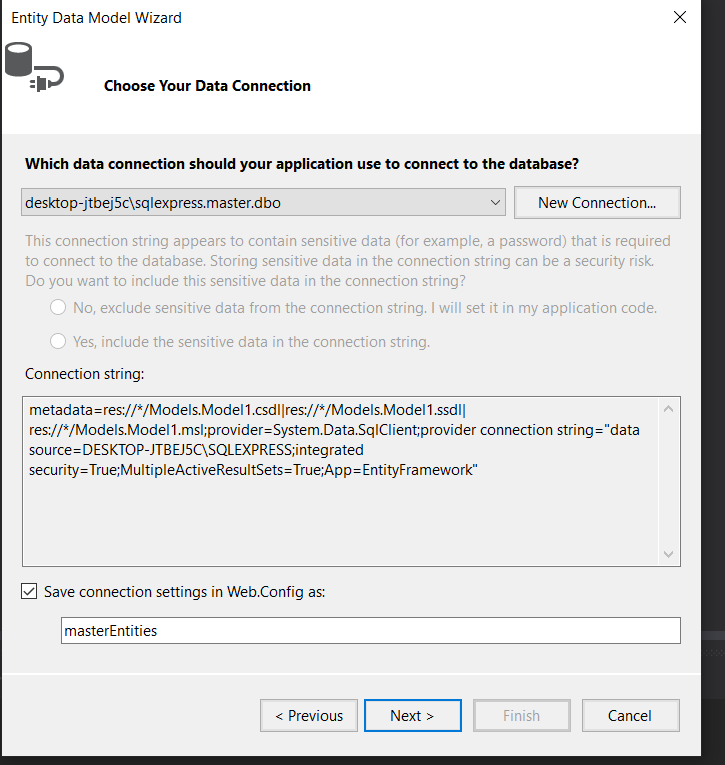 Entity Data Model Wizard
Choose Your Data Connection
Which data connection should your application use to connect to the database?
desktop-jtbej5c\sqlexpress.master.dbo
New Connection...
This connection string appears to contain sensitive data (for example, a password) that is required
to connect to the database. Storing sensitive data in the connection string can be a security risk.
Do you want to include this sensitive data in the connection string?
No, exclude sensitive data from the connection string. I will set it in my application code.
Yes, include the sensitive data in the connection string.
Connection string:
metadata=res://*/Models.Model1.csdl|res://*/Models.Model1.ssdl|
res://*/Models.Model1.msl;provider=System.Data.SqlClient;provider connection string="data
source=DESKTOP-JTBEJ5C\SQLEXPRESS;integrated
security=True;MultipleActiveResultSets=True;App=EntityFramework"
Save connection settings in Web.Config as:
masterEntities
< Previous
Next >
Finish
Cancel